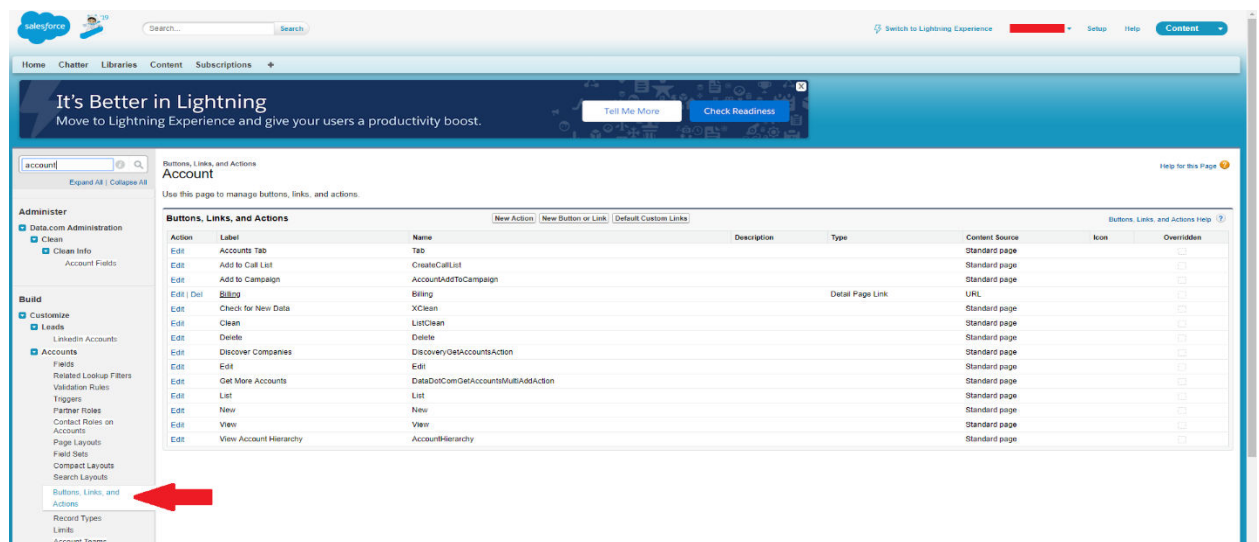 salesforce
'19
Search...
Search
Switch to Lightning Experience
Setup
Help
Content
Home Chatter Libraries Content Subscriptions +
It's Better in Lightning
Move to Lightning Experience and give your users a productivity boost.
Tell Me More
Check Readiness
account
Expand All | Collapse All
Administer
Data.com Administration
Clean
Clean Info
Account Fields
Build
Customize
Leads
LinkedIn Accounts
Accounts
Fields
Related Lookup Filters
Validation Rules
Triggers
Partner Roles
Contact Roles on
Accounts
Page Layouts
Field Sets
Compact Layouts
Search Layouts
Buttons, Links, and
Actions
Record Types
Limits
Account Teams
Buttons, Links, and Actions
Account
Help for this Page
Use this page to manage buttons, links, and actions.
Buttons, Links, and Actions
New Action New Button or Link Default Custom Links
Buttons, Links, and Actions Help ?
Action Label Name Description Type Content Source Icon Overridden
Edit Accounts Tab Tab Standard page
Edit Add to Call List CreateCallList Standard page
Edit Add to Campaign AccountAddToCampaign Standard page
Edit | Del Billing Billing Detail Page Link URL
Edit Check for New Data XClean Standard page
Edit Clean ListClean Standard page
Edit Delete Delete Standard page
Edit Discover Companies DiscoveryGetAccountsAction Standard page
Edit Edit Edit Standard page
Edit Get More Accounts DataDotComGetAccountsMultiAddAction Standard page
Edit List List Standard page
Edit New New Standard page
Edit View View Standard page
Edit View Account Hierarchy AccountHierarchy Standard page